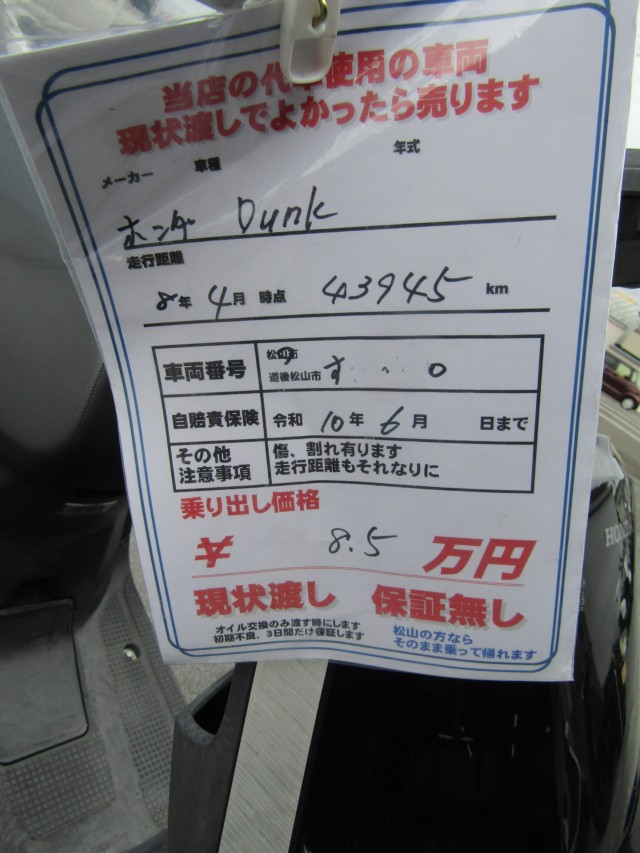 当店の代車使用の車両
現状渡しでよかったら売ります
メーカー 車種 年式
ホンダ Dunk
走行距離
8年 4月 時点 43945 km
車両番号 松山市
道後松山市 す 0
自賠責保険 令和 10年 6月 日まで
その他 傷、割れ有ります
注意事項 走行距離もそれなりに
乗り出し価格
¥ 8.5 万円
現状渡し 保証無し
オイル交換のみ渡す時にします
初期不良、3日間だけ保証します
松山の方なら
そのまま乗って帰れます